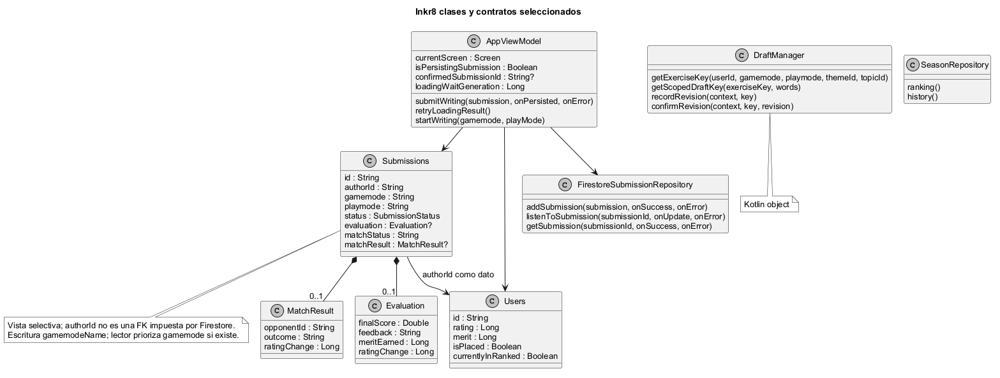 Inkr8 clases y contratos seleccionados
C AppViewModel
currentScreen : Screen
isPersistingSubmission : Boolean
confirmedSubmissionId : String?
loadingWaitGeneration : Long
submitWriting(submission, onPersisted, onError)
retryLoadingResult()
startWriting(gamemode, playMode)
C DraftManager
getExerciseKey(userId, gamemode, playmode, themeId, topicId)
getScopedDraftKey(exerciseKey, words)
recordRevision(context, key)
confirmRevision(context, key, revision)
C SeasonRepository
ranking()
history()
C Submissions
id : String
authorId : String
gamemode : String
playmode : String
status : SubmissionStatus
evaluation : Evaluation?
matchStatus : String
matchResult : MatchResult?
C FirestoreSubmissionRepository
addSubmission(submission, onSuccess, onError)
listenToSubmission(submissionId, onUpdate, onError)
getSubmission(submissionId, onSuccess, onError)
Kotlin object
authorId como dato
0..1
0..1
Vista selectiva; authorId no es una FK impuesta por Firestore.
Escritura gamemodeName; lector prioriza gamemode si existe.
C MatchResult
opponentId : String
outcome : String
ratingChange : Long
C Evaluation
finalScore : Double
feedback : String
meritEarned : Long
ratingChange : Long
C Users
id : String
rating : Long
merit : Long
isPlaced : Boolean
currentlyInRanked : Boolean